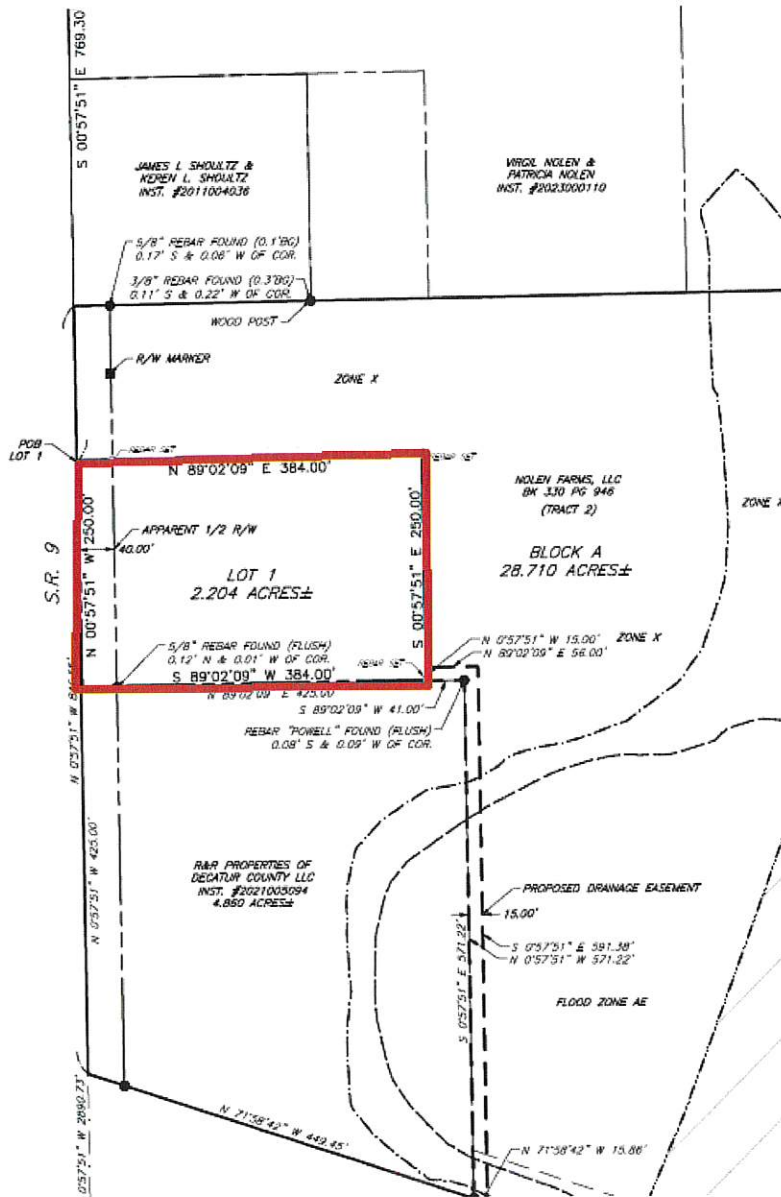 S 00°57'51" E 769.30
JAMES L SHOULTZ &
KEREN L. SHOULTZ
INST. #2011004036
VIRGIL NOLEN &
PATRICIA NOLEN
INST. #2023000110
5/8" REBAR FOUND (0.1'BG)
0.17' S & 0.06' W OF COR.
3/8" REBAR FOUND (0.3'BG)
0.11' S & 0.22' W OF COR.
WOOD POST
R/W MARKER
ZONE X
POB
LOT 1
REBAR SET
REBAR SET
N 89°02'09" E 384.00'
NOLEN FARMS, LLC
BK 330 PG 946
(TRACT 2)
ZONE X
S.R. 9
N 00°57'51" W 250.00'
APPARENT 1/2 R/W
40.00'
LOT 1
2.204 ACRES±
S 00°57'51" E 250.00'
BLOCK A
28.710 ACRES±
5/8" REBAR FOUND (FLUSH)
0.12' N & 0.01' W OF COR.
REBAR SET
S 89°02'09" W 384.00'
N 0°57'51" W 15.00'
ZONE X
N 89°02'09" E 56.00'
N 89°02'09" E 425.00'
S 89°02'09" W 41.00'
REBAR "POWELL" FOUND (FLUSH)
0.08' S & 0.09' W OF COR.
N 0°57'51" W
N 0°57'51" W 425.00'
R&R PROPERTIES OF
DECATUR COUNTY LLC
INST. #2021005094
4.860 ACRES±
PROPOSED DRAINAGE EASEMENT
15.00'
S 0°57'51" E 571.22'
S 0°57'51" E 591.38'
N 0°57'51" W 571.22'
FLOOD ZONE AE
0°57'51" W 2890.73'
N 71°58'42" W 449.45'
N 71°58'42" W 15.86'